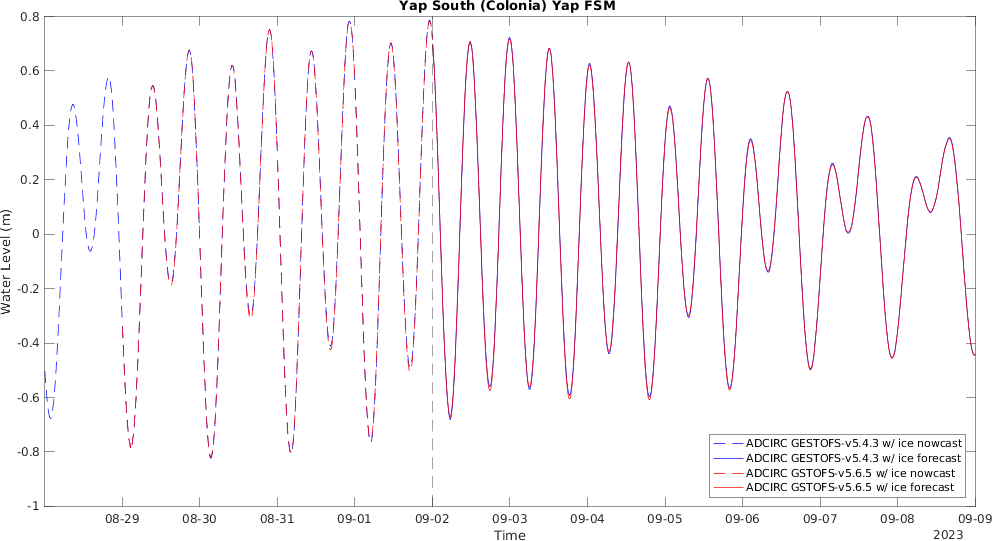 Yap South (Colonia) Yap FSM
Water Level (m)
0.8
0.6
0.4
0.2
0
-0.2
-0.4
-0.6
-0.8
-1
ADCIRC GESTOFS-v5.4.3 w/ ice nowcast
ADCIRC GESTOFS-v5.4.3 w/ ice forecast
ADCIRC GSTOFS-v5.6.5 w/ ice nowcast
ADCIRC GSTOFS-v5.6.5 w/ ice forecast
08-29 08-30 08-31 09-01 09-02 09-03 09-04 09-05 09-06 09-07 09-08 09-09
Time
2023